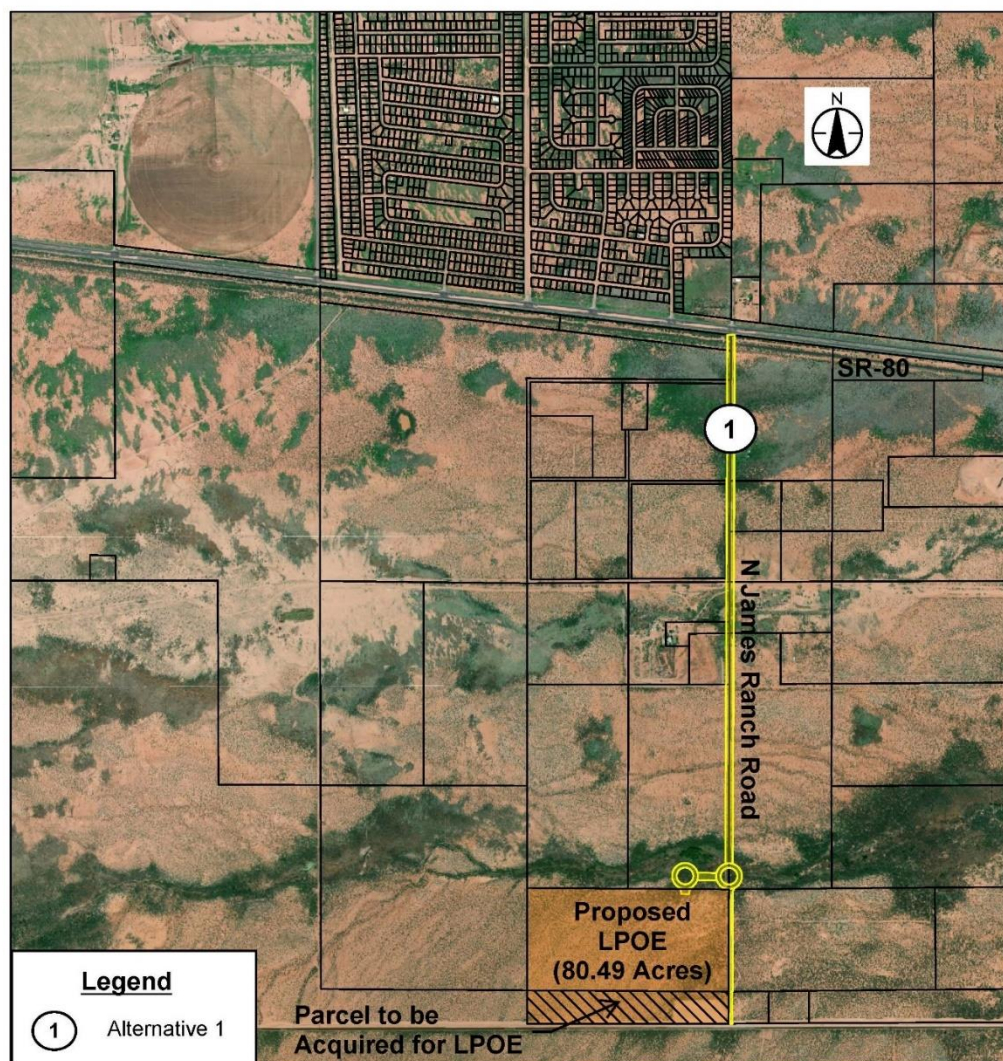 N
SR-80
1
N James Ranch Road
Proposed
LPOE
(80.49 Acres)
Parcel to be
Acquired for LPOE
Legend
1 Alternative 1